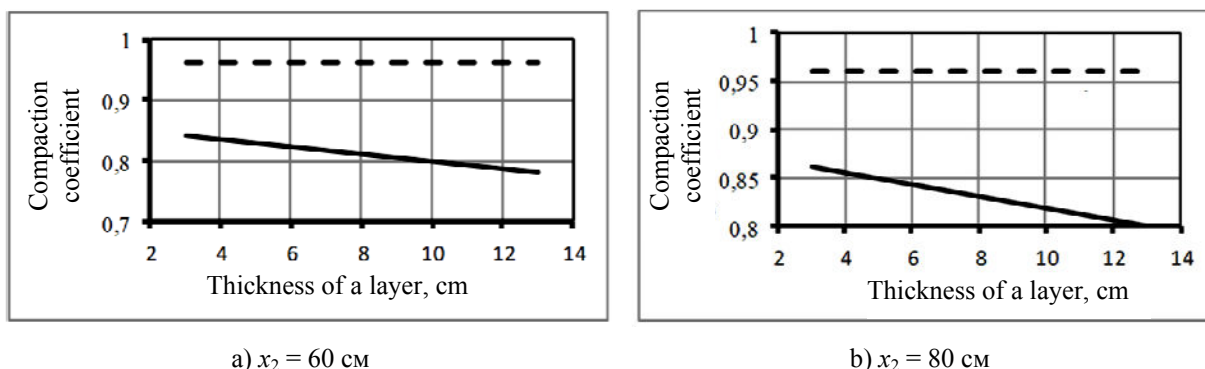 Compaction
coefficient
1
0,9
0,8
0,7
2 4 6 8 10 12 14
Thickness of a layer, cm
a) x₂ = 60 см
Compaction
coefficient
1
0,95
0,9
0,85
0,8
2 4 6 8 10 12 14
Thickness of a layer, cm
b) x₂ = 80 см